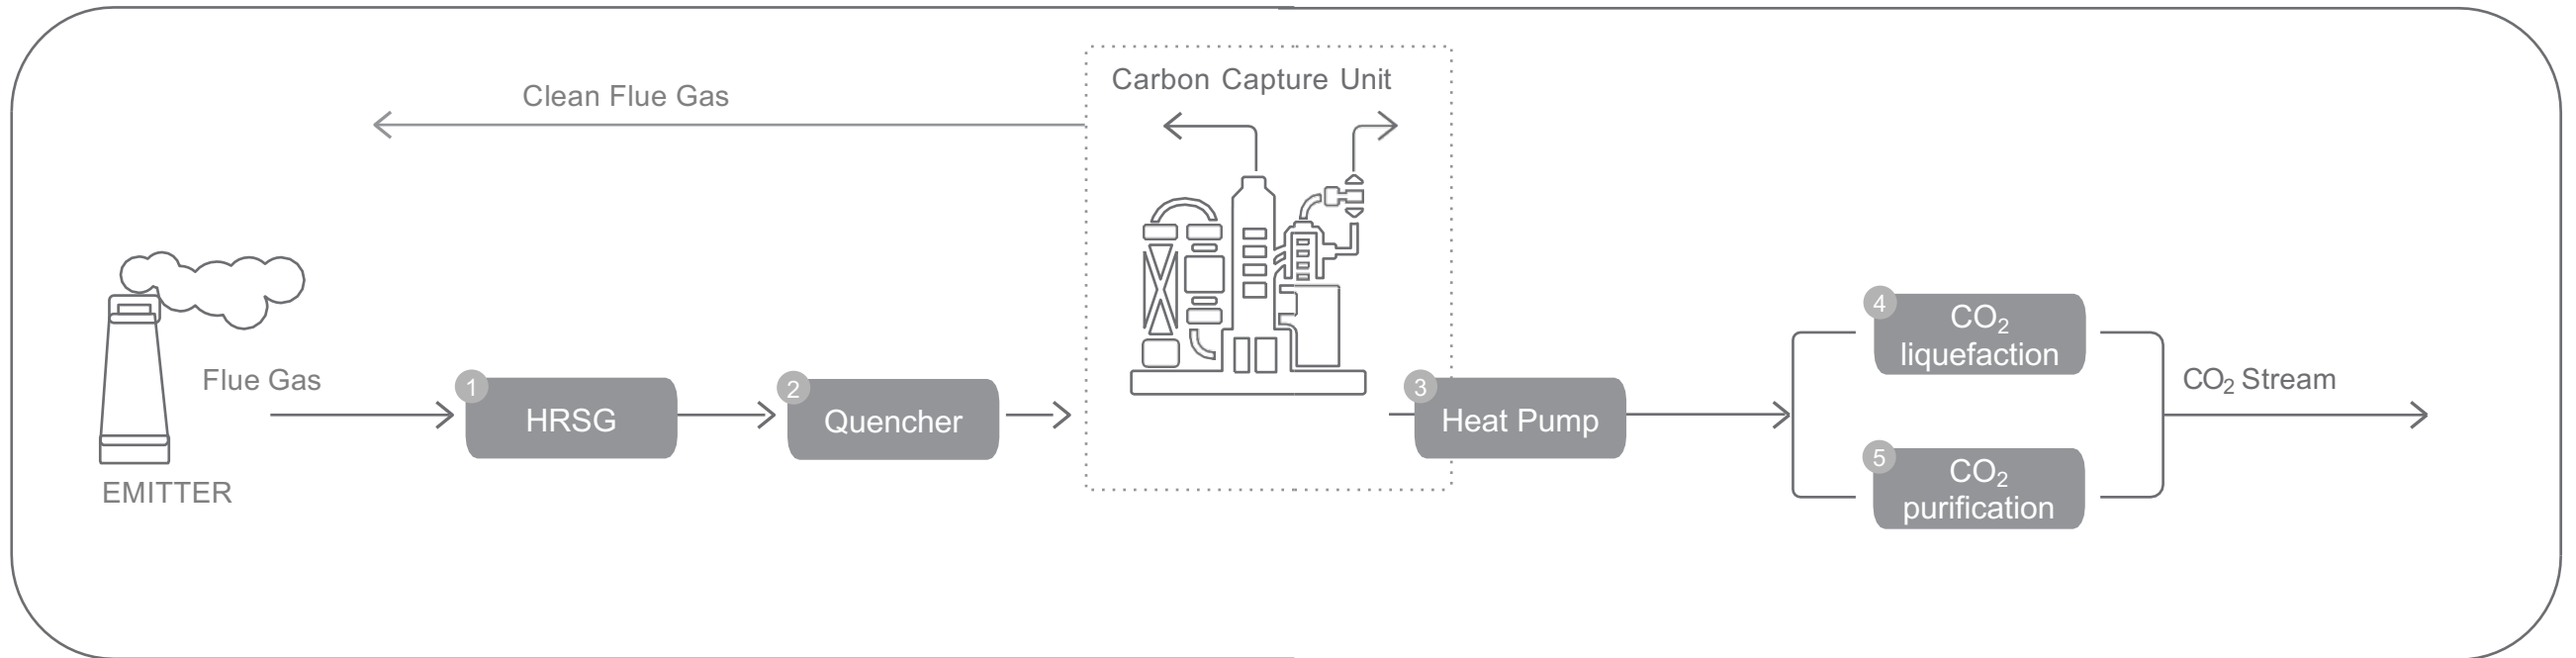 Carbon Capture Unit
Clean Flue Gas
Flue Gas
EMITTER
1
HRSG
2
Quencher
3
Heat Pump
4
CO₂
liquefaction
5
CO₂
purification
CO₂ Stream